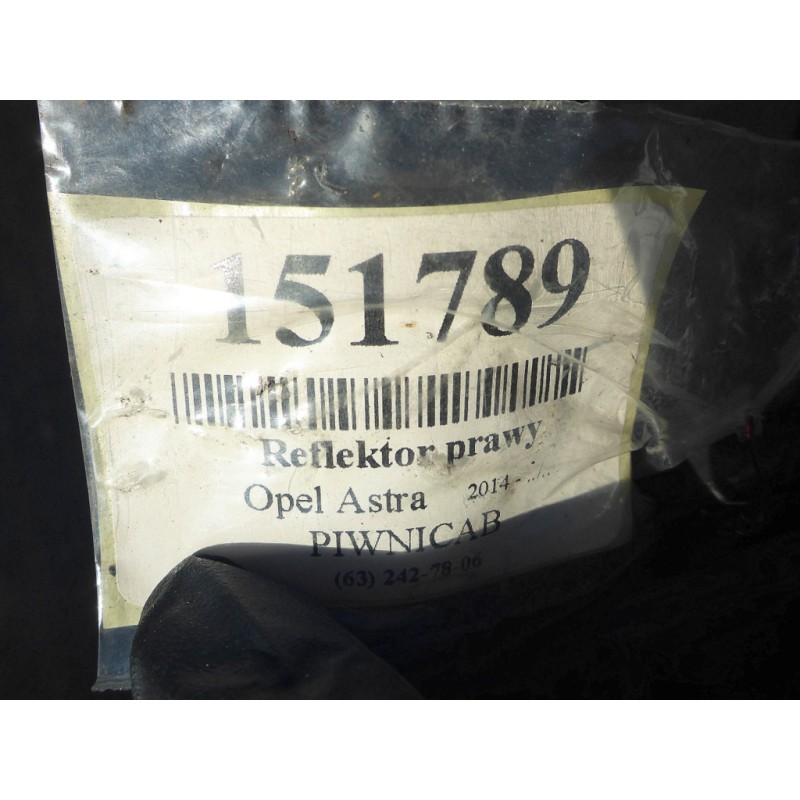 151789
Reflektor prawy
Opel Astra 2014 - ../..
PIWNICAB
(63) 242-78-06